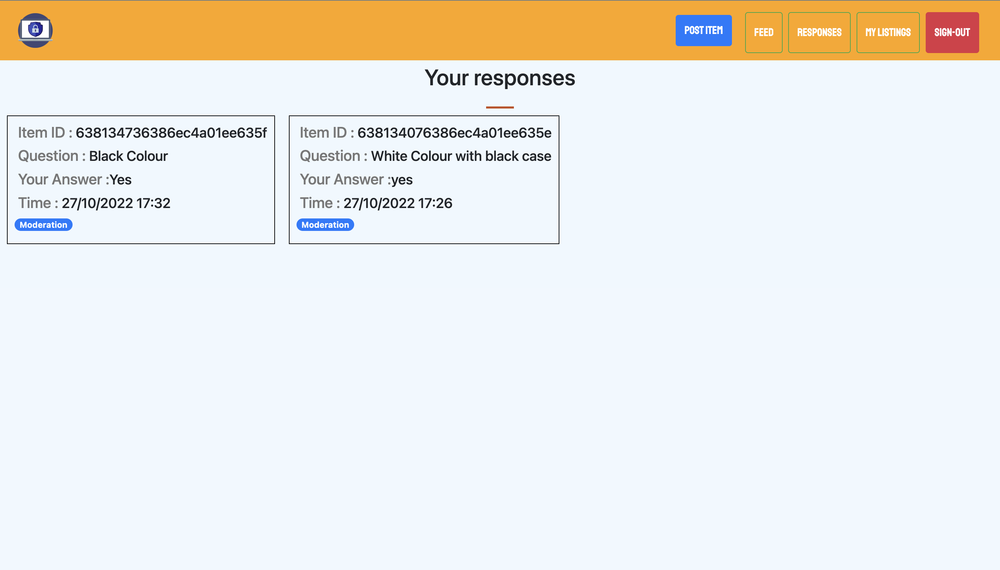 POST ITEM
FEED
RESPONSES
MY LISTINGS
SIGN-OUT
Your responses
Item ID : 638134736386ec4a01ee635f
Question : Black Colour
Your Answer :Yes
Time : 27/10/2022 17:32
Moderation
Item ID : 638134076386ec4a01ee635e
Question : White Colour with black case
Your Answer :yes
Time : 27/10/2022 17:26
Moderation